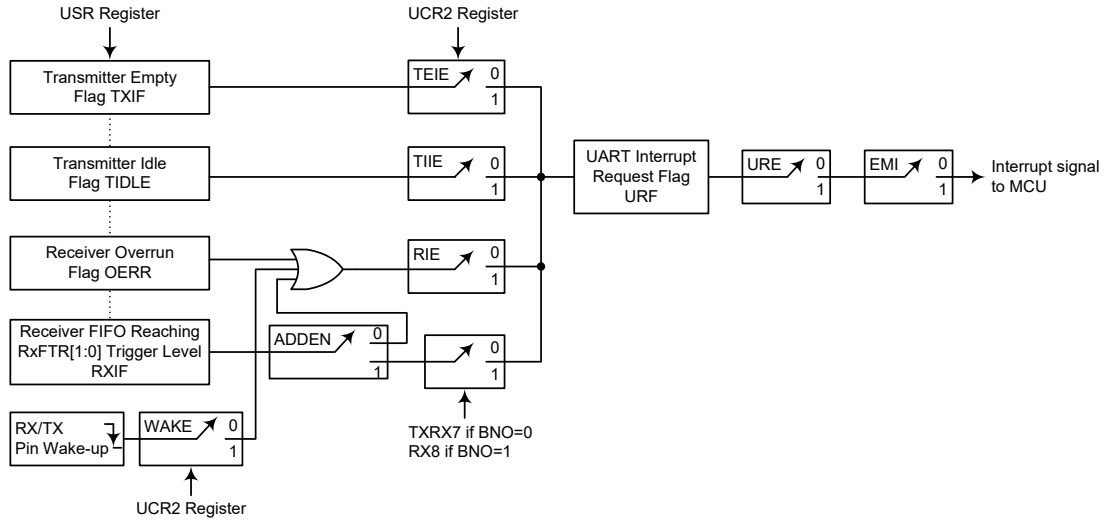 USR Register
UCR2 Register
Transmitter Empty
Flag TXIF
TEIE
0
1
Transmitter Idle
Flag TIDLE
TIIE
0
1
UART Interrupt
Request Flag
URF
URE
0
1
EMI
0
1
Interrupt signal
to MCU
Receiver Overrun
Flag OERR
RIE
0
1
Receiver FIFO Reaching
RxFTR[1:0] Trigger Level
RXIF
ADDEN
0
1
0
1
RX/TX
Pin Wake-up
WAKE
0
1
TXRX7 if BNO=0
RX8 if BNO=1
UCR2 Register